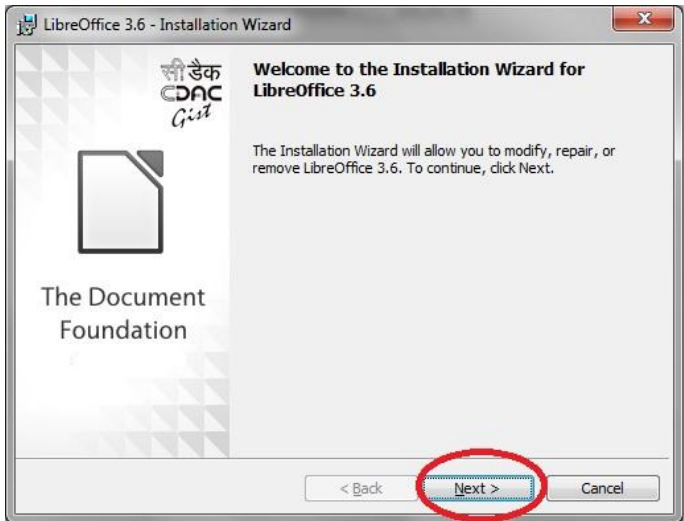 LibreOffice 3.6 - Installation Wizard
सी डैक
CDAC
Gist
The Document
Foundation
Welcome to the Installation Wizard for
LibreOffice 3.6
The Installation Wizard will allow you to modify, repair, or
remove LibreOffice 3.6. To continue, click Next.
< Back
Next >
Cancel